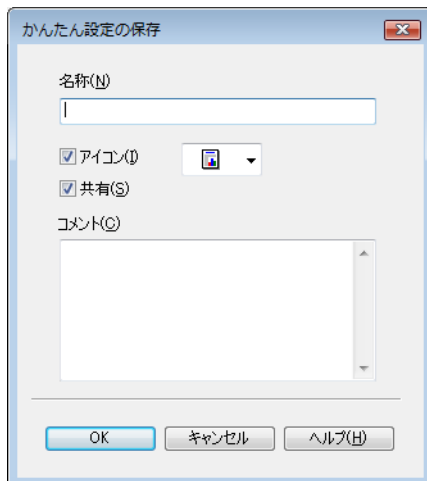 かんたん設定の保存
名称(N)
アイコン(I)
共有(S)
コメント(C)
OK キャンセル ヘルプ(H)